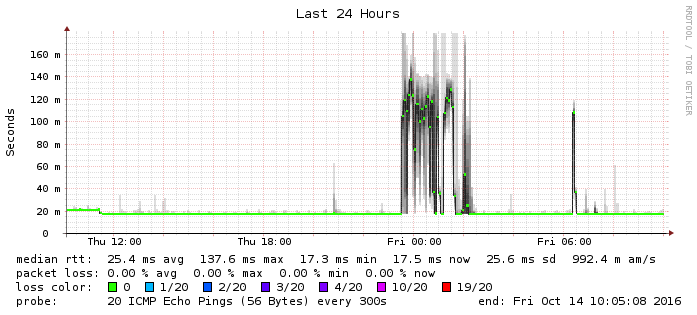 Last 24 Hours
RRDTOOL / TOBI OETIKER
Seconds
160 m
140 m
120 m
100 m
80 m
60 m
40 m
20 m
0
Thu 12:00 Thu 18:00 Fri 00:00 Fri 06:00
median rtt: 25.4 ms avg 137.6 ms max 17.3 ms min 17.5 ms now 25.6 ms sd 992.4 m am/s
packet loss: 0.00 % avg 0.00 % max 0.00 % min 0.00 % now
loss color: 0 1/20 2/20 3/20 4/20 10/20 19/20
probe: 20 ICMP Echo Pings (56 Bytes) every 300s end: Fri Oct 14 10:05:08 2016